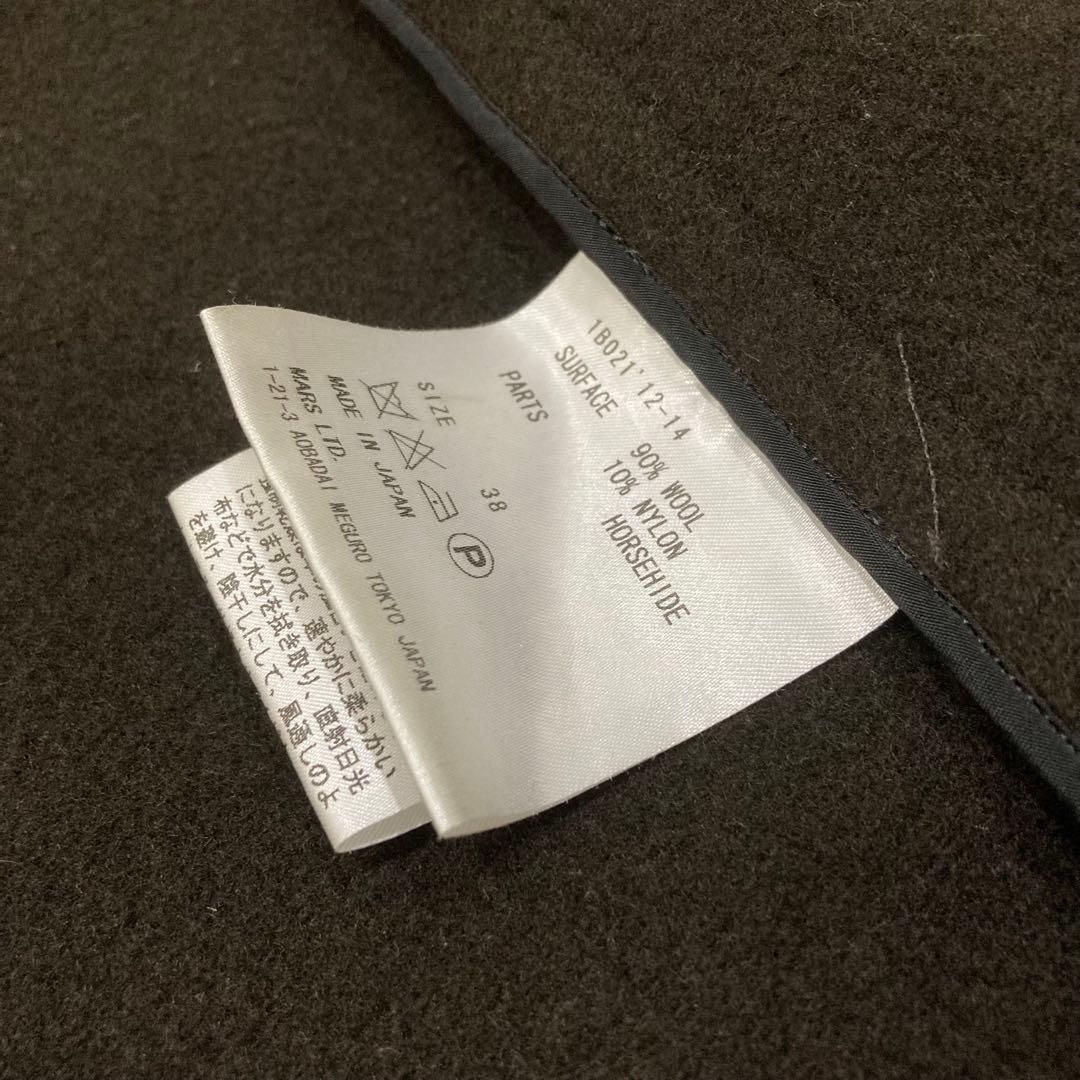 1B021'12-14
SURFACE 90% WOOL
10% NYLON
PARTS HORSEHIDE
SIZE 38
P
MADE IN JAPAN
MARS LTD.
1-21-3 AOBADAI MEGURO TOKYO JAPAN
になりますので、速やかに柔らかい
布などで水分を拭き取り、直射日光
を避け、陰干しにして、風通しのよ